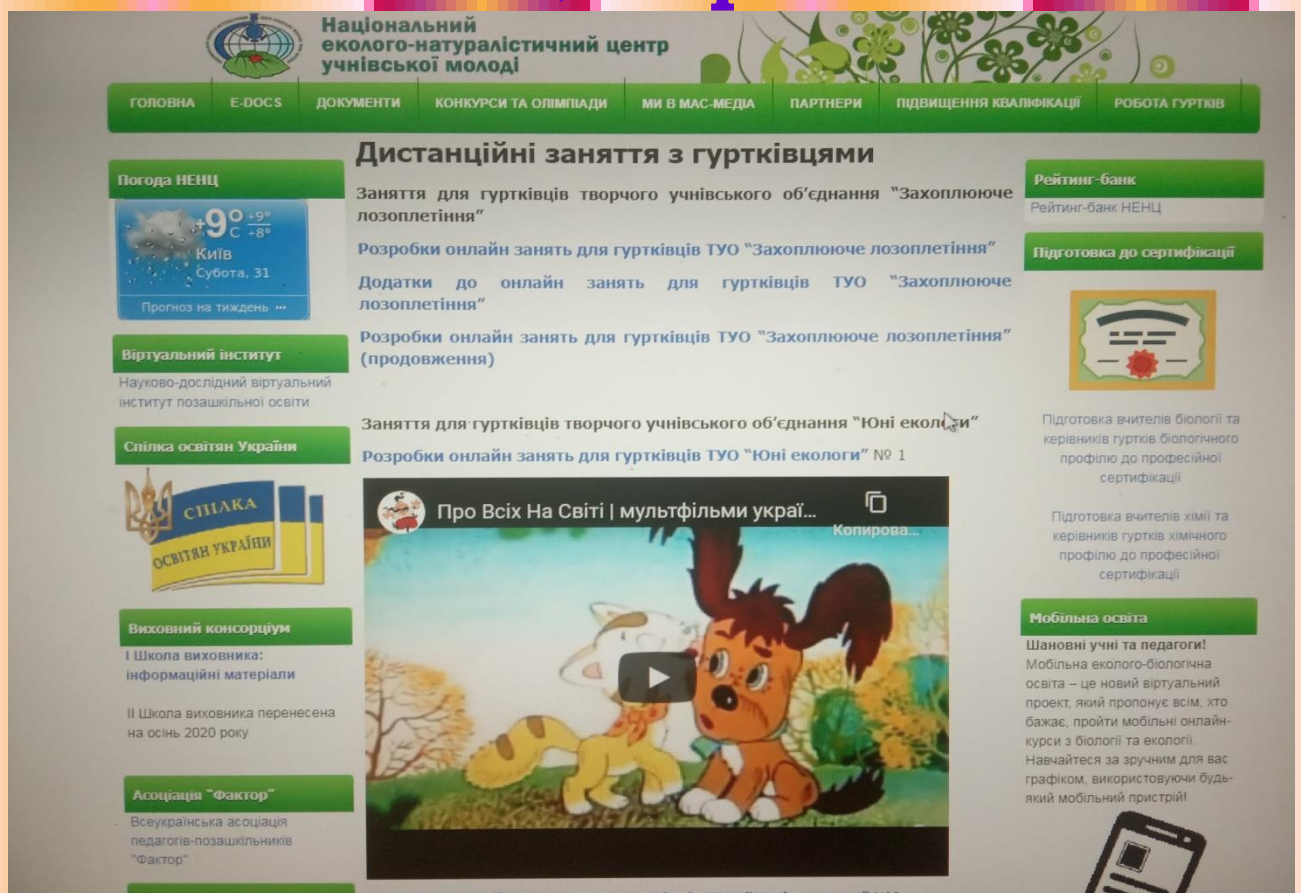 Національний
еколого-натуралістичний центр
учнівської молоді
ГОЛОВНА E-DOCS ДОКУМЕНТИ КОНКУРСИ ТА ОЛІМПІАДИ МИ В МАС-МЕДІА ПАРТНЕРИ ПІДВИЩЕННЯ КВАЛІФІКАЦІЇ РОБОТА ГУРТКІВ
Погода НЕНЦ
+9° C +9° +8°
Київ
Субота, 31
Прогноз на тиждень ···
Віртуальний інститут
Науково-дослідний віртуальний
інститут позашкільної освіти
Спілка освітян України
СПІЛКА
ОСВІТЯН УКРАЇНИ
Виховний консорціум
І Школа виховника:
інформаційні матеріали
ІІ Школа виховника перенесена
на осінь 2020 року
Асоціація "Фактор"
Всеукраїнська асоціація
педагогів-позашкільників
"Фактор"
Дистанційні заняття з гуртківцями
Заняття для гуртківців творчого учнівського об’єднання “Захоплююче
лозоплетіння”
Розробки онлайн занять для гуртківців ТУО “Захоплююче лозоплетіння”
Додатки до онлайн занять для гуртківців ТУО “Захоплююче
лозоплетіння”
Розробки онлайн занять для гуртківців ТУО “Захоплююче лозоплетіння”
(продовження)
Заняття для гуртківців творчого учнівського об’єднання “Юні екологи”
Розробки онлайн занять для гуртківців ТУО “Юні екологи” № 1
Про Всіх На Світі | мультфільми украї...
Копирова...
Рейтинг-банк
Рейтинг-банк НЕНЦ
Підготовка до сертифікації
Підготовка вчителів біології та
керівників гуртків біологічного
профілю до професійної
сертифікації
Підготовка вчителів хімії та
керівників гуртків хімічного
профілю до професійної
сертифікації
Мобільна освіта
Шановні учні та педагоги!
Мобільна еколого-біологічна
освіта – це новий віртуальний
проект, який пропонує всім, хто
бажає, пройти мобільні онлайн-
курси з біології та екології.
Навчайтеся за зручним для вас
графіком, використовуючи будь-
який мобільний пристрій!